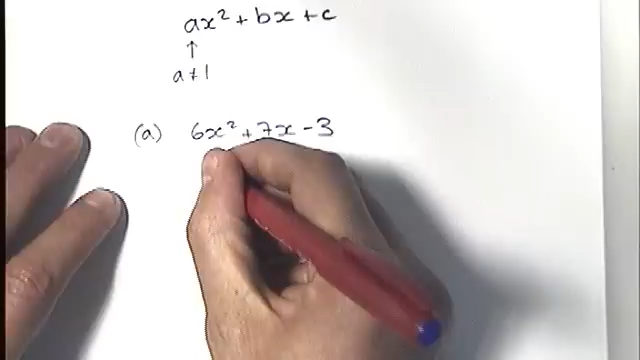 ax² + bx + c
↑
a ≠ 1
(a) 6x² + 7x - 3